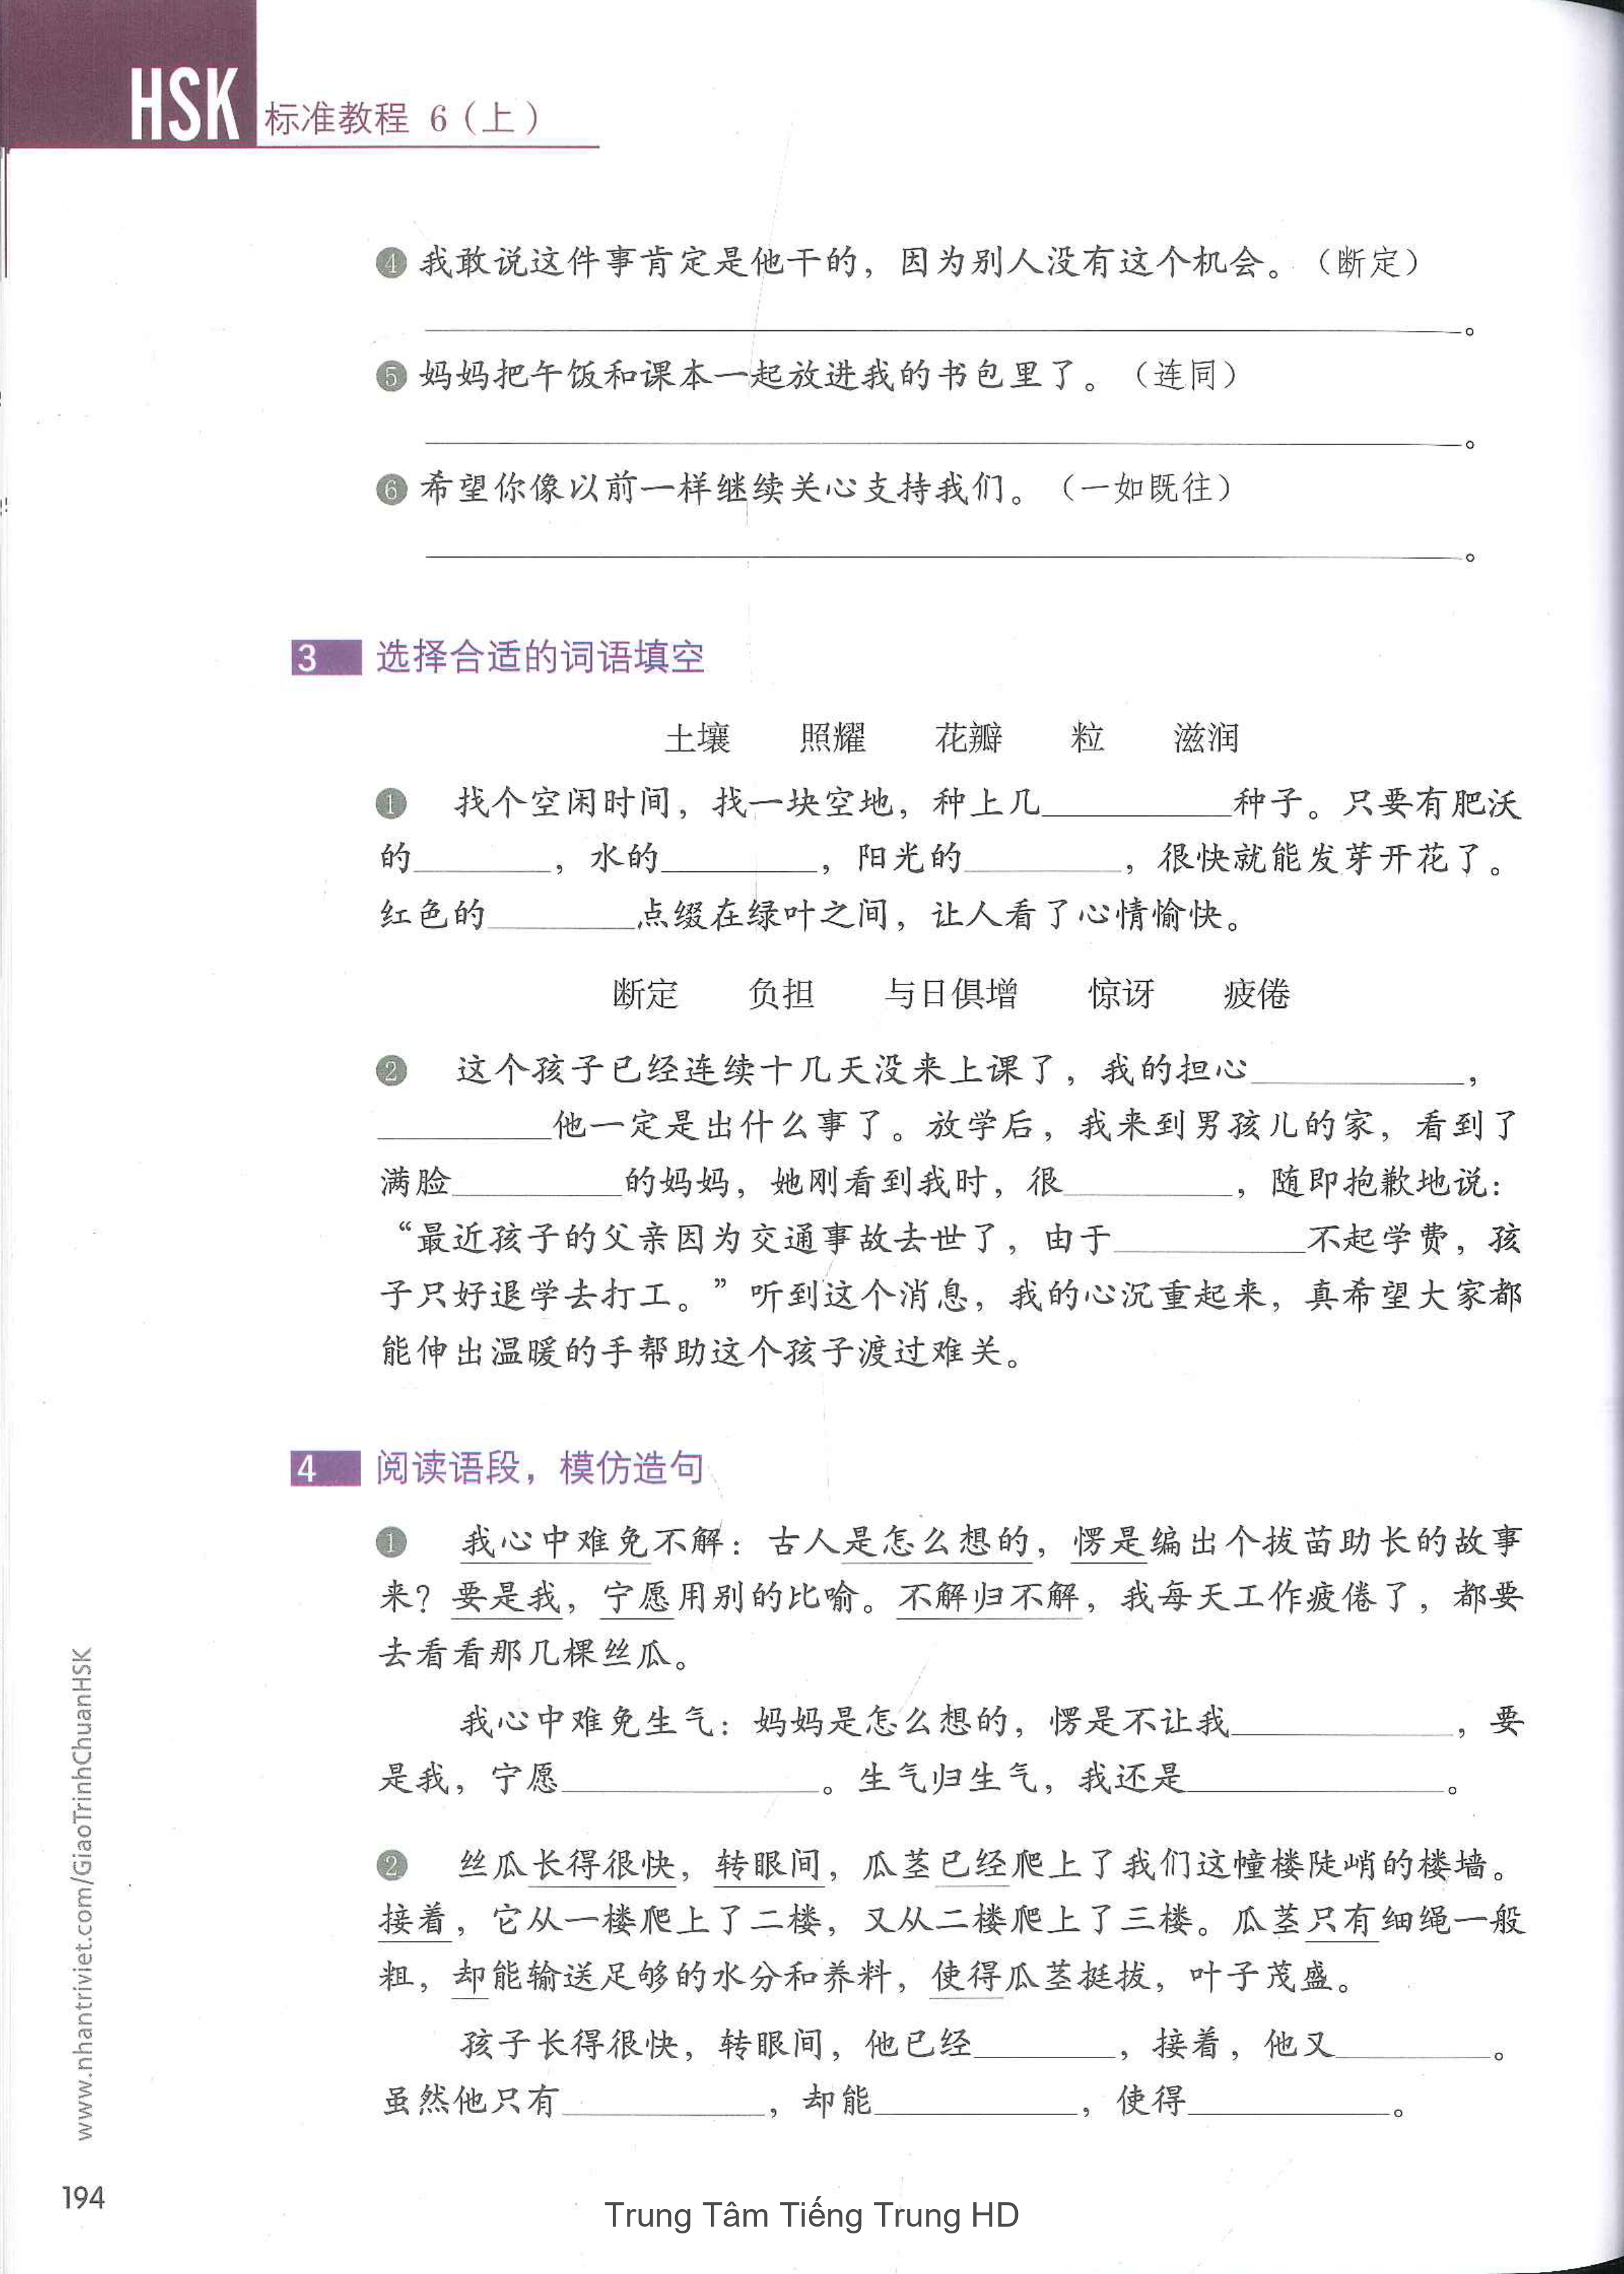 HSK 标准教程 6（上）
④ 我敢说这件事肯定是他干的，因为别人没有这个机会。（断定）
。
⑤ 妈妈把午饭和课本一起放进我的书包里了。（连同）
。
⑥ 希望你像以前一样继续关心支持我们。（一如既往）
。
3 选择合适的词语填空
土壤 照耀 花瓣 粒 滋润
① 找个空闲时间，找一块空地，种上几__________种子。只要有肥沃
的________，水的________，阳光的________，很快就能发芽开花了。
红色的________点缀在绿叶之间，让人看了心情愉快。
断定 负担 与日俱增 惊讶 疲倦
② 这个孩子已经连续十几天没来上课了，我的担心__________，
__________他一定是出什么事了。放学后，我来到男孩儿的家，看到了
满脸__________的妈妈，她刚看到我时，很__________，随即抱歉地说：
“最近孩子的父亲因为交通事故去世了，由于__________不起学费，孩
子只好退学去打工。”听到这个消息，我的心沉重起来，真希望大家都
能伸出温暖的手帮助这个孩子渡过难关。
4 阅读语段，模仿造句
① 我心中难免不解：古人是怎么想的，愣是编出个拔苗助长的故事
来？要是我，宁愿用别的比喻。不解归不解，我每天工作疲倦了，都要
去看看那几棵丝瓜。
我心中难免生气：妈妈是怎么想的，愣是不让我____________，要
是我，宁愿______________。生气归生气，我还是______________。
② 丝瓜长得很快，转眼间，瓜茎已经爬上了我们这幢楼陡峭的楼墙。
接着，它从一楼爬上了二楼，又从二楼爬上了三楼。瓜茎只有细绳一般
粗，却能输送足够的水分和养料，使得瓜茎挺拔，叶子茂盛。
孩子长得很快，转眼间，他已经________，接着，他又________。
虽然他只有____________，却能____________，使得____________。
www.nhantriviet.com/GiaoTrinhChuanHSK
194
Trung Tâm Tiếng Trung HD